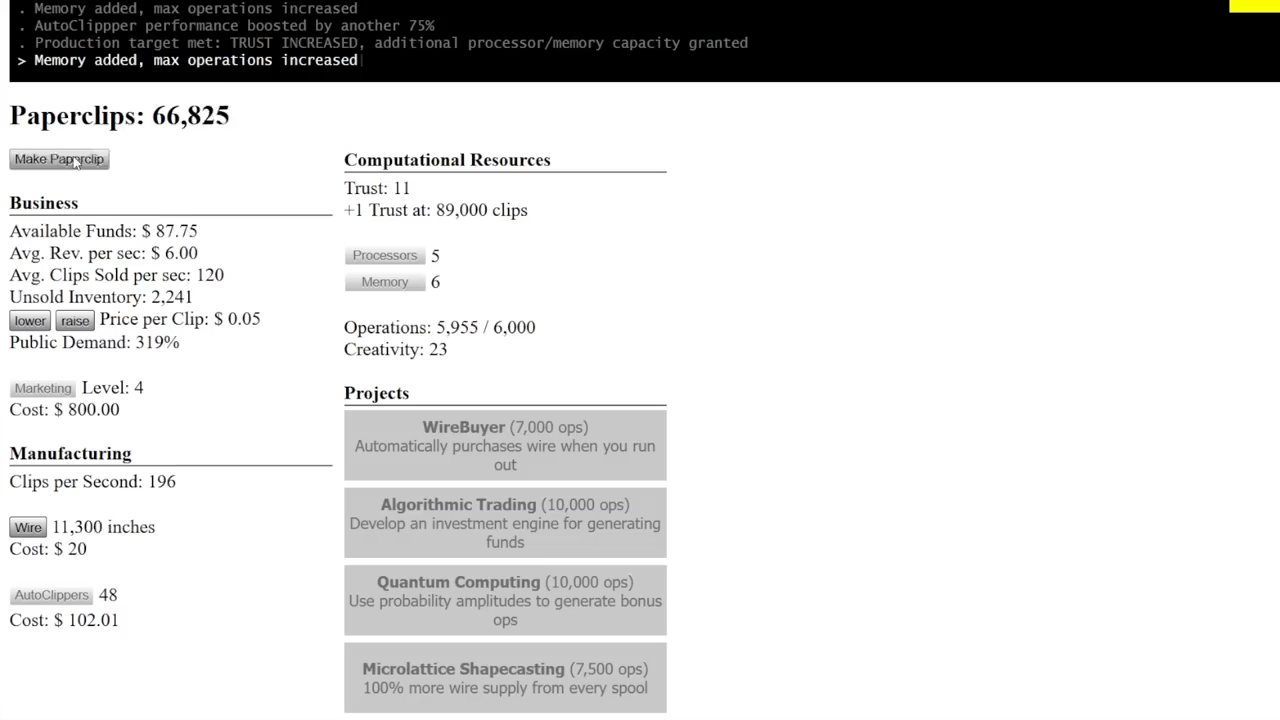 . Memory added, max operations increased
. AutoClippper performance boosted by another 75%
. Production target met: TRUST INCREASED, additional processor/memory capacity granted
> Memory added, max operations increased
Paperclips: 66,825
Make Paperclip
Business
Available Funds: $ 87.75
Avg. Rev. per sec: $ 6.00
Avg. Clips Sold per sec: 120
Unsold Inventory: 2,241
lower raise Price per Clip: $ 0.05
Public Demand: 319%
Marketing Level: 4
Cost: $ 800.00
Manufacturing
Clips per Second: 196
Wire 11,300 inches
Cost: $ 20
AutoClippers 48
Cost: $ 102.01
Computational Resources
Trust: 11
+1 Trust at: 89,000 clips
Processors 5
Memory 6
Operations: 5,955 / 6,000
Creativity: 23
Projects
WireBuyer (7,000 ops)
Automatically purchases wire when you run
out
Algorithmic Trading (10,000 ops)
Develop an investment engine for generating
funds
Quantum Computing (10,000 ops)
Use probability amplitudes to generate bonus
ops
Microlattice Shapecasting (7,500 ops)
100% more wire supply from every spool